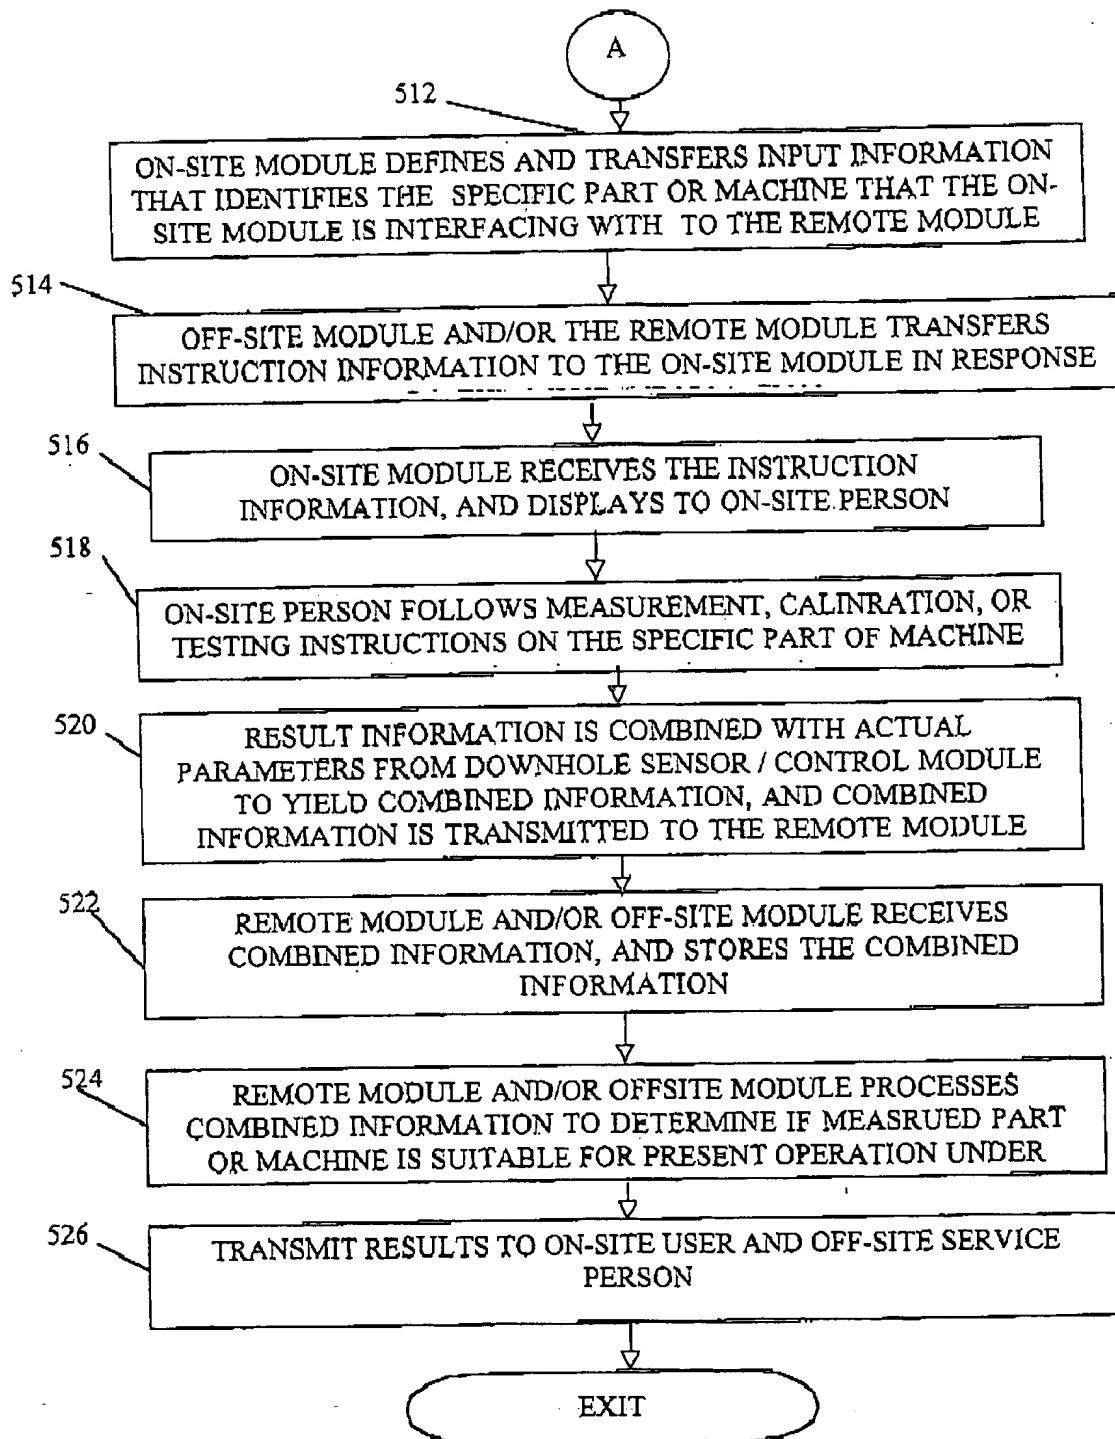 A
512
ON-SITE MODULE DEFINES AND TRANSFERS INPUT INFORMATION
THAT IDENTIFIES THE SPECIFIC PART OR MACHINE THAT THE ON-
SITE MODULE IS INTERFACING WITH TO THE REMOTE MODULE
514
OFF-SITE MODULE AND/OR THE REMOTE MODULE TRANSFERS
INSTRUCTION INFORMATION TO THE ON-SITE MODULE IN RESPONSE
516
ON-SITE MODULE RECEIVES THE INSTRUCTION
INFORMATION, AND DISPLAYS TO ON-SITE PERSON
518
ON-SITE PERSON FOLLOWS MEASUREMENT, CALINRATION, OR
TESTING INSTRUCTIONS ON THE SPECIFIC PART OF MACHINE
520
RESULT INFORMATION IS COMBINED WITH ACTUAL
PARAMETERS FROM DOWNHOLE SENSOR / CONTROL MODULE
TO YIELD COMBINED INFORMATION, AND COMBINED
INFORMATION IS TRANSMITTED TO THE REMOTE MODULE
522
REMOTE MODULE AND/OR OFF-SITE MODULE RECEIVES
COMBINED INFORMATION, AND STORES THE COMBINED
INFORMATION
524
REMOTE MODULE AND/OR OFFSITE MODULE PROCESSES
COMBINED INFORMATION TO DETERMINE IF MEASRUED PART
OR MACHINE IS SUITABLE FOR PRESENT OPERATION UNDER
526
TRANSMIT RESULTS TO ON-SITE USER AND OFF-SITE SERVICE
PERSON
EXIT